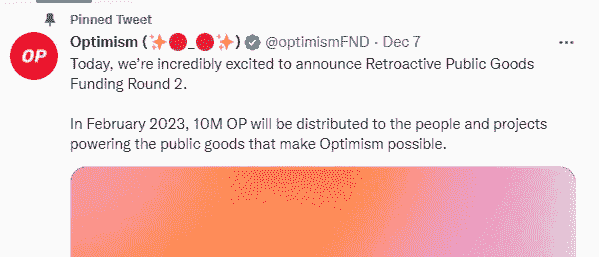 Pinned Tweet
OP
Optimism (✨🔴_🔴✨) @optimismFND · Dec 7
Today, we're incredibly excited to announce Retroactive Public Goods
Funding Round 2.
In February 2023, 10M OP will be distributed to the people and projects
powering the public goods that make Optimism possible.